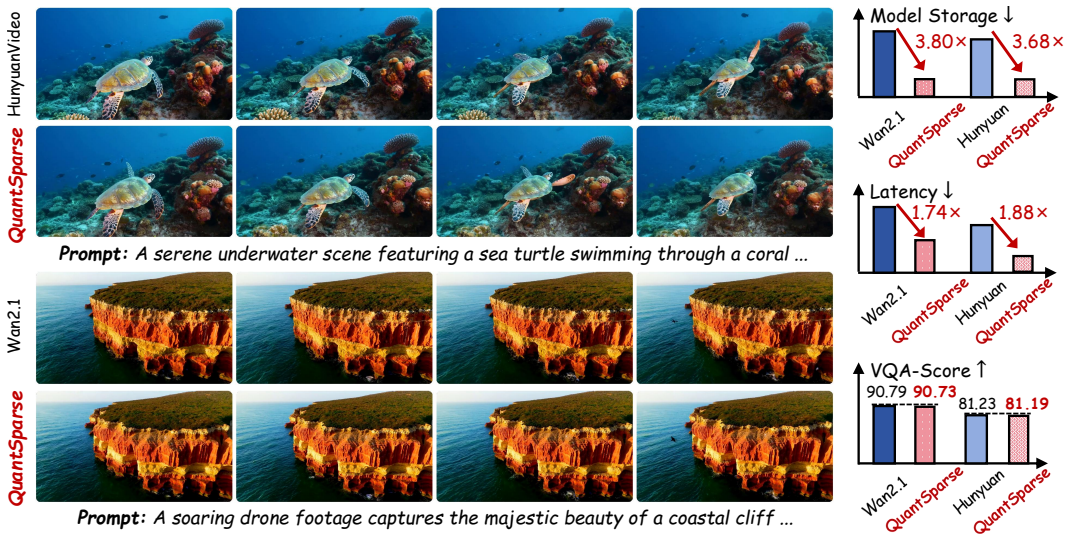 HunyuanVideo
QuantSparse
Prompt: A serene underwater scene featuring a sea turtle swimming through a coral ...
Wan2.1
QuantSparse
Prompt: A soaring drone footage captures the majestic beauty of a coastal cliff ...
Model Storage ↓
3.80× 3.68×
Wan2.1 QuantSparse Hunyuan QuantSparse
Latency ↓
1.74× 1.88×
Wan2.1 QuantSparse Hunyuan QuantSparse
VQA-Score ↑
90.79 90.73 81.23 81.19
Wan2.1 QuantSparse Hunyuan QuantSparse